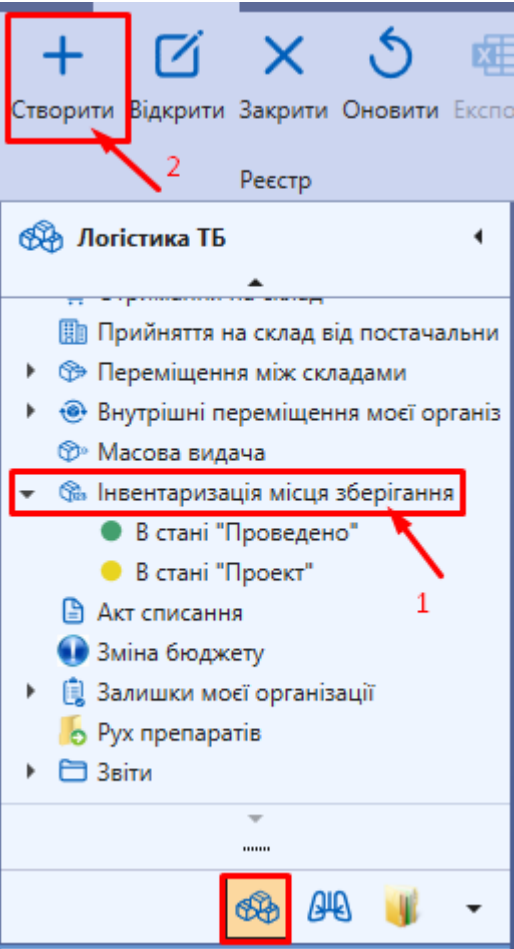 Створити Відкрити Закрити Оновити Експо
2
Реєстр
Логістика ТБ
Прийняття на склад від постачальни
Переміщення між складами
Внутрішні переміщення моєї організ
Масова видача
Інвентаризація місця зберігання
В стані "Проведено"
В стані "Проект"
1
Акт списання
Зміна бюджету
Залишки моєї організації
Рух препаратів
Звіти